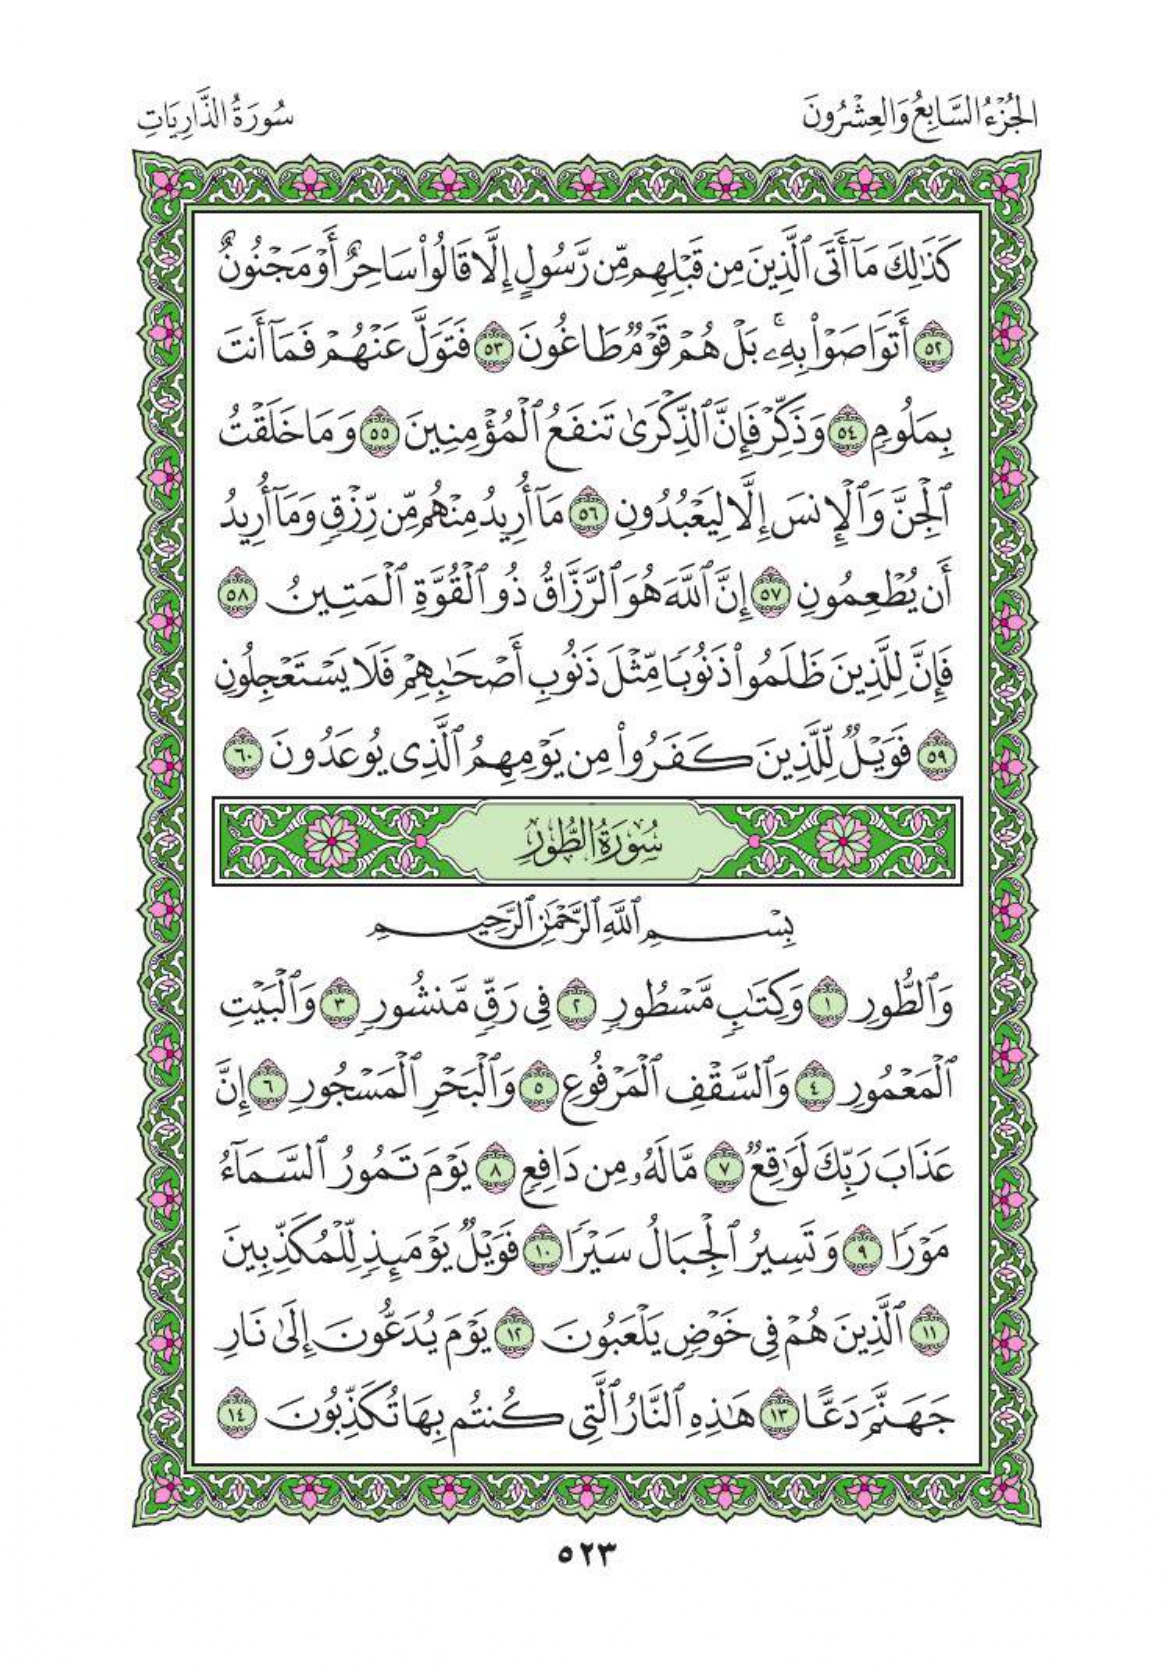 الجُزْءُ السَّابِعُ وَالعِشْرُونَ
سُورَةُ الذَّارِيَاتِ
كَذَٰلِكَ مَآ أَتَى ٱلَّذِينَ مِن قَبْلِهِم مِّن رَّسُولٍ إِلَّا قَالُوا۟ سَاحِرٌ أَوْ مَجْنُونٌ
٥٢ أَتَوَاصَوْا۟ بِهِۦ ۚ بَلْ هُمْ قَوْمٌ طَاغُونَ ٥٣ فَتَوَلَّ عَنْهُمْ فَمَآ أَنتَ
بِمَلُومٍ ٥٤ وَذَكِّرْ فَإِنَّ ٱلذِّكْرَىٰ تَنفَعُ ٱلْمُؤْمِنِينَ ٥٥ وَمَا خَلَقْتُ
ٱلْجِنَّ وَٱلْإِنسَ إِلَّا لِيَعْبُدُونِ ٥٦ مَآ أُرِيدُ مِنْهُم مِّن رِّزْقٍ وَمَآ أُرِيدُ
أَن يُطْعِمُونِ ٥٧ إِنَّ ٱللَّهَ هُوَ ٱلرَّزَّاقُ ذُو ٱلْقُوَّةِ ٱلْمَتِينُ ٥٨
فَإِنَّ لِلَّذِينَ ظَلَمُوا۟ ذَنُوبًا مِّثْلَ ذَنُوبِ أَصْحَٰبِهِمْ فَلَا يَسْتَعْجِلُونِ
٥٩ فَوَيْلٌ لِّلَّذِينَ كَفَرُوا۟ مِن يَوْمِهِمُ ٱلَّذِى يُوعَدُونَ ٦٠
سُورَةُ الطُّورِ
بِسْمِ ٱللَّهِ ٱلرَّحْمَٰنِ ٱلرَّحِيمِ
وَٱلطُّورِ ١ وَكِتَٰبٍ مَّسْطُورٍ ٢ فِى رَقٍّ مَّنشُورٍ ٣ وَٱلْبَيْتِ
ٱلْمَعْمُورِ ٤ وَٱلسَّقْفِ ٱلْمَرْفُوعِ ٥ وَٱلْبَحْرِ ٱلْمَسْجُورِ ٦ إِنَّ
عَذَابَ رَبِّكَ لَوَٰقِعٌ ٧ مَّا لَهُۥ مِن دَافِعٍ ٨ يَوْمَ تَمُورُ ٱلسَّمَآءُ
مَوْرًا ٩ وَتَسِيرُ ٱلْجِبَالُ سَيْرًا ١٠ فَوَيْلٌ يَوْمَئِذٍ لِّلْمُكَذِّبِينَ
١١ ٱلَّذِينَ هُمْ فِى خَوْضٍ يَلْعَبُونَ ١٢ يَوْمَ يُدَعُّونَ إِلَىٰ نَارِ
جَهَنَّمَ دَعًّا ١٣ هَٰذِهِ ٱلنَّارُ ٱلَّتِى كُنتُم بِهَا تُكَذِّبُونَ ١٤
٥٢٣